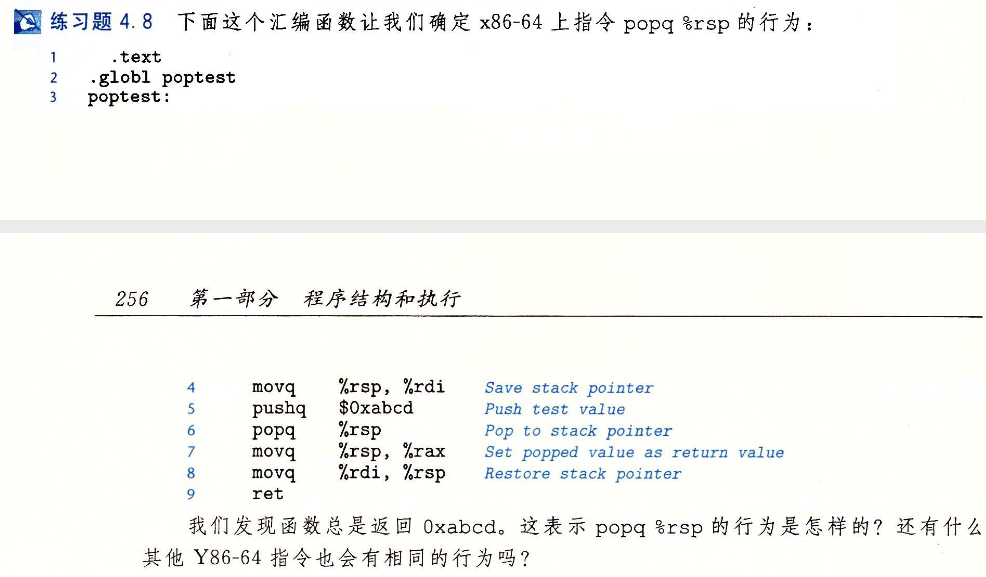 练习题 4.8 下面这个汇编函数让我们确定 x86-64 上指令 popq %rsp 的行为：
1 .text
2 .globl poptest
3 poptest:
256 第一部分 程序结构和执行
4 movq %rsp, %rdi Save stack pointer
5 pushq $0xabcd Push test value
6 popq %rsp Pop to stack pointer
7 movq %rsp, %rax Set popped value as return value
8 movq %rdi, %rsp Restore stack pointer
9 ret
我们发现函数总是返回 0xabcd。这表示 popq %rsp 的行为是怎样的？还有什么
其他 Y86-64 指令也会有相同的行为吗？